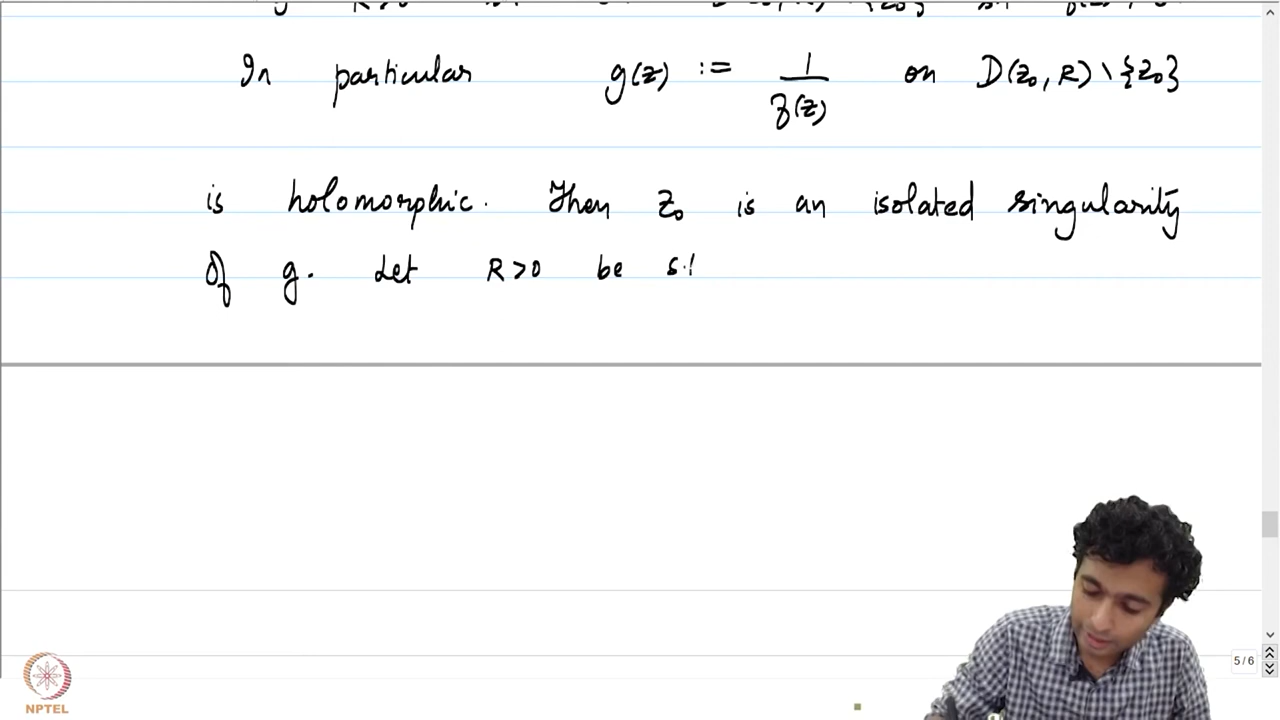 In particular g(z) := 1/f(z) on D(z₀, R) \ {z₀}
is holomorphic. Then z₀ is an isolated singularity
of g. Let R>0 be s.t
5 / 6
NPTEL